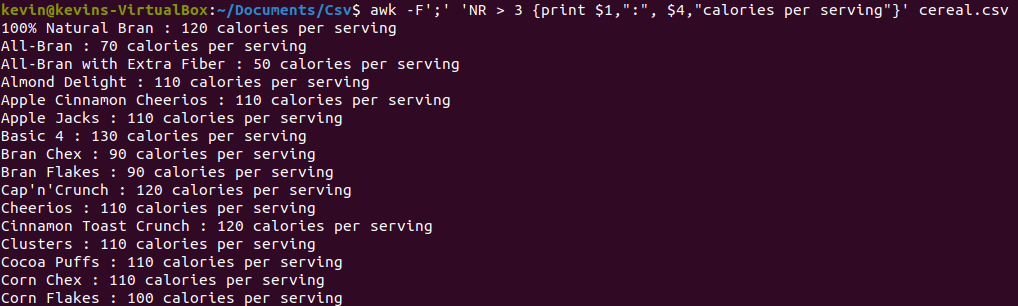 kevin@kevins-VirtualBox:~/Documents/Csv$ awk -F';' 'NR > 3 {print $1,":", $4,"calories per serving"}' cereal.csv
100% Natural Bran : 120 calories per serving
All-Bran : 70 calories per serving
All-Bran with Extra Fiber : 50 calories per serving
Almond Delight : 110 calories per serving
Apple Cinnamon Cheerios : 110 calories per serving
Apple Jacks : 110 calories per serving
Basic 4 : 130 calories per serving
Bran Chex : 90 calories per serving
Bran Flakes : 90 calories per serving
Cap'n'Crunch : 120 calories per serving
Cheerios : 110 calories per serving
Cinnamon Toast Crunch : 120 calories per serving
Clusters : 110 calories per serving
Cocoa Puffs : 110 calories per serving
Corn Chex : 110 calories per serving
Corn Flakes : 100 calories per serving